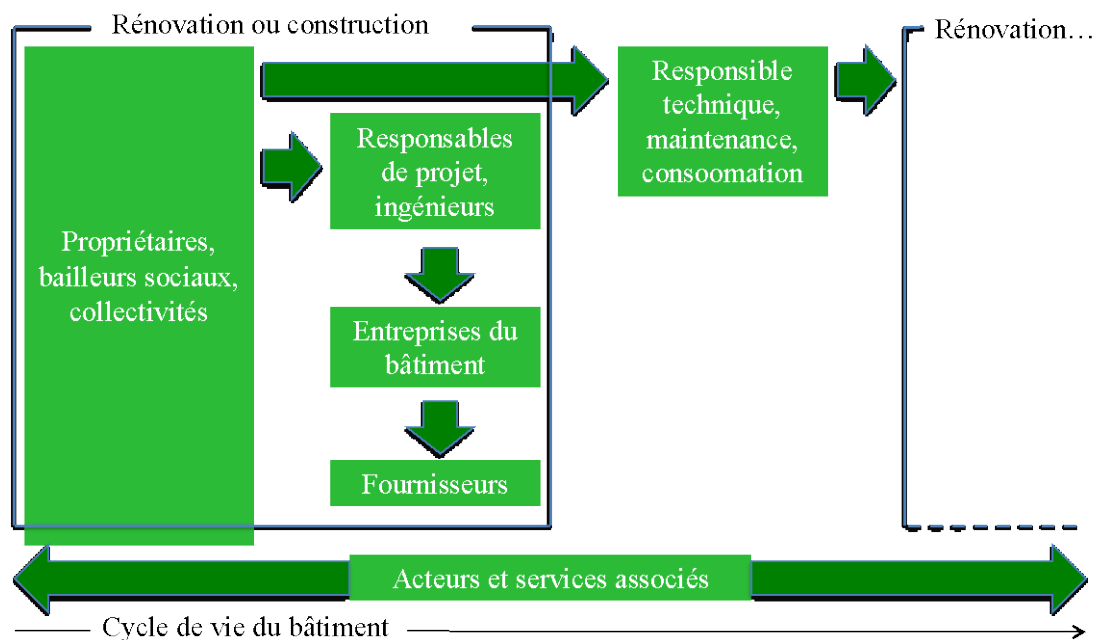 Rénovation ou construction
Rénovation…
Responsible
technique,
maintenance,
consoomation
Responsables
de projet,
ingénieurs
Propriétaires,
bailleurs sociaux,
collectivités
Entreprises du
bâtiment
Fournisseurs
Acteurs et services associés
Cycle de vie du bâtiment